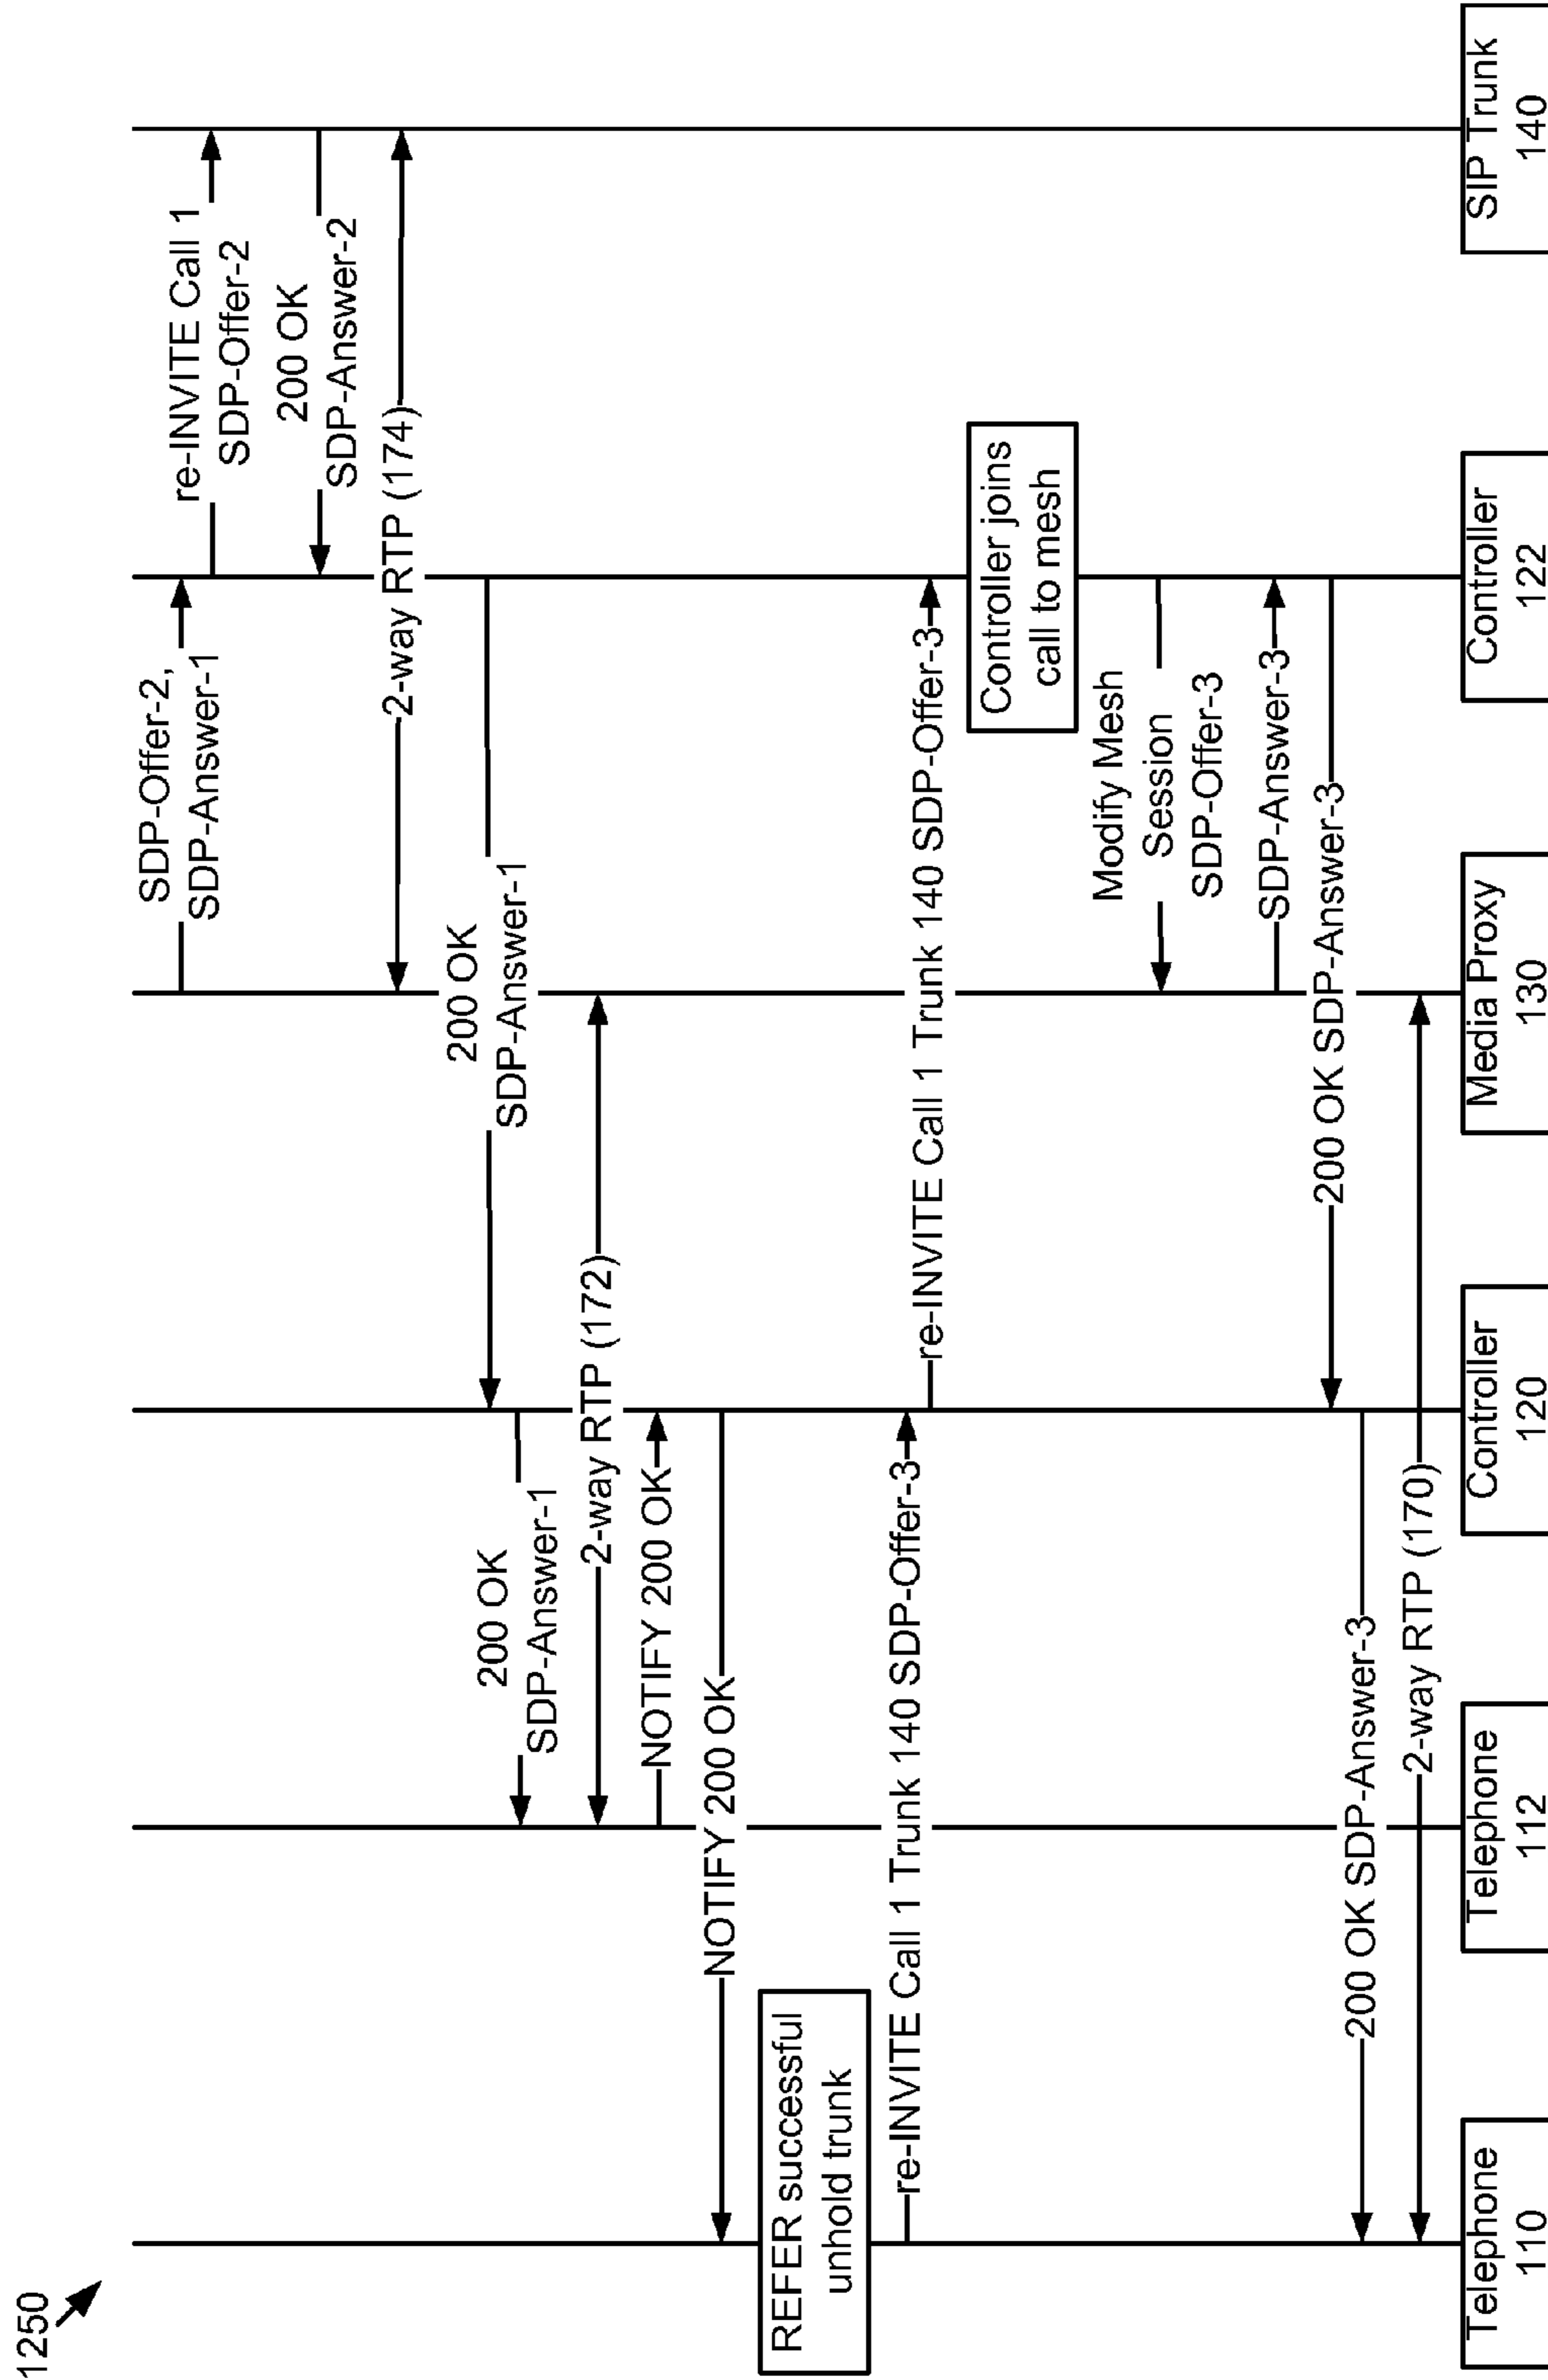 1250
SDP-Offer-2,
SDP-Answer-1
re-INVITE Call 1
SDP-Offer-2
200 OK
SDP-Answer-2
2-way RTP (174)
200 OK
SDP-Answer-1
200 OK
SDP-Answer-1
2-way RTP (172)
NOTIFY 200 OK
NOTIFY 200 OK
REFER successful
unhold trunk
re-INVITE Call 1 Trunk 140 SDP-Offer-3
re-INVITE Call 1 Trunk 140 SDP-Offer-3
Controller joins
call to mesh
Modify Mesh
Session
SDP-Offer-3
SDP-Answer-3
200 OK SDP-Answer-3
200 OK SDP-Answer-3
2-way RTP (170)
Telephone
110
Telephone
112
Controller
120
Media Proxy
130
Controller
122
SIP Trunk
140